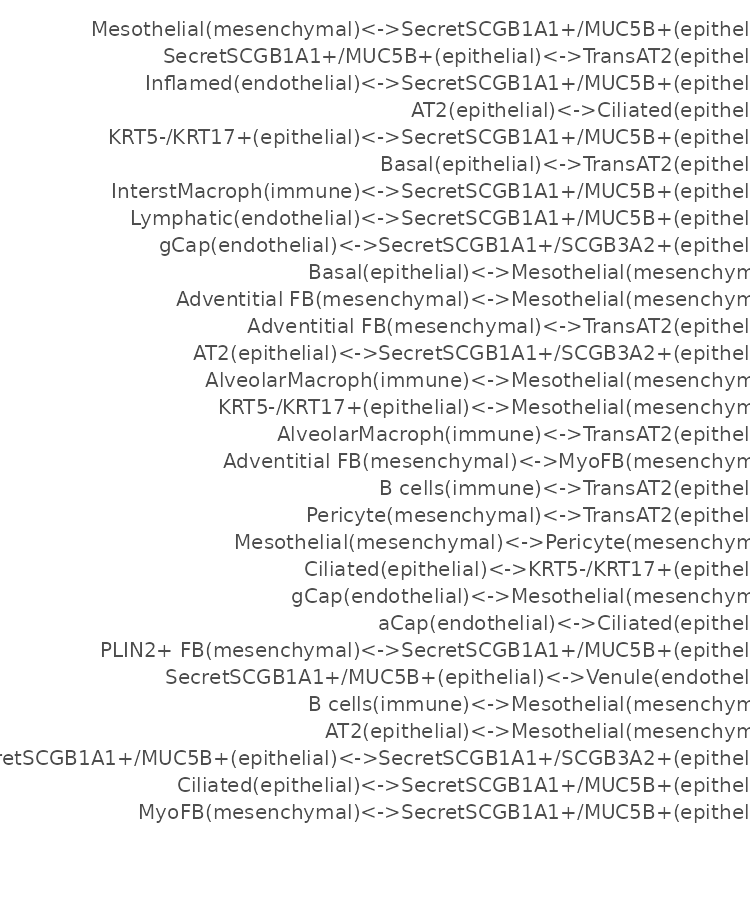 Mesothelial(mesenchymal)<->SecretSCGB1A1+/MUC5B+(epithel
SecretSCGB1A1+/MUC5B+(epithelial)<->TransAT2(epithel
Inflamed(endothelial)<->SecretSCGB1A1+/MUC5B+(epithel
AT2(epithelial)<->Ciliated(epithel
KRT5-/KRT17+(epithelial)<->SecretSCGB1A1+/MUC5B+(epithel
Basal(epithelial)<->TransAT2(epithel
InterstMacroph(immune)<->SecretSCGB1A1+/MUC5B+(epithel
Lymphatic(endothelial)<->SecretSCGB1A1+/MUC5B+(epithel
gCap(endothelial)<->SecretSCGB1A1+/SCGB3A2+(epithel
Basal(epithelial)<->Mesothelial(mesenchym
Adventitial FB(mesenchymal)<->Mesothelial(mesenchym
Adventitial FB(mesenchymal)<->TransAT2(epithel
AT2(epithelial)<->SecretSCGB1A1+/SCGB3A2+(epithel
AlveolarMacroph(immune)<->Mesothelial(mesenchym
KRT5-/KRT17+(epithelial)<->Mesothelial(mesenchym
AlveolarMacroph(immune)<->TransAT2(epithel
Adventitial FB(mesenchymal)<->MyoFB(mesenchym
B cells(immune)<->TransAT2(epithel
Pericyte(mesenchymal)<->TransAT2(epithel
Mesothelial(mesenchymal)<->Pericyte(mesenchym
Ciliated(epithelial)<->KRT5-/KRT17+(epithel
gCap(endothelial)<->Mesothelial(mesenchym
aCap(endothelial)<->Ciliated(epithel
PLIN2+ FB(mesenchymal)<->SecretSCGB1A1+/MUC5B+(epithel
SecretSCGB1A1+/MUC5B+(epithelial)<->Venule(endothel
B cells(immune)<->Mesothelial(mesenchym
AT2(epithelial)<->Mesothelial(mesenchym
retSCGB1A1+/MUC5B+(epithelial)<->SecretSCGB1A1+/SCGB3A2+(epithel
Ciliated(epithelial)<->SecretSCGB1A1+/MUC5B+(epithel
MyoFB(mesenchymal)<->SecretSCGB1A1+/MUC5B+(epithel